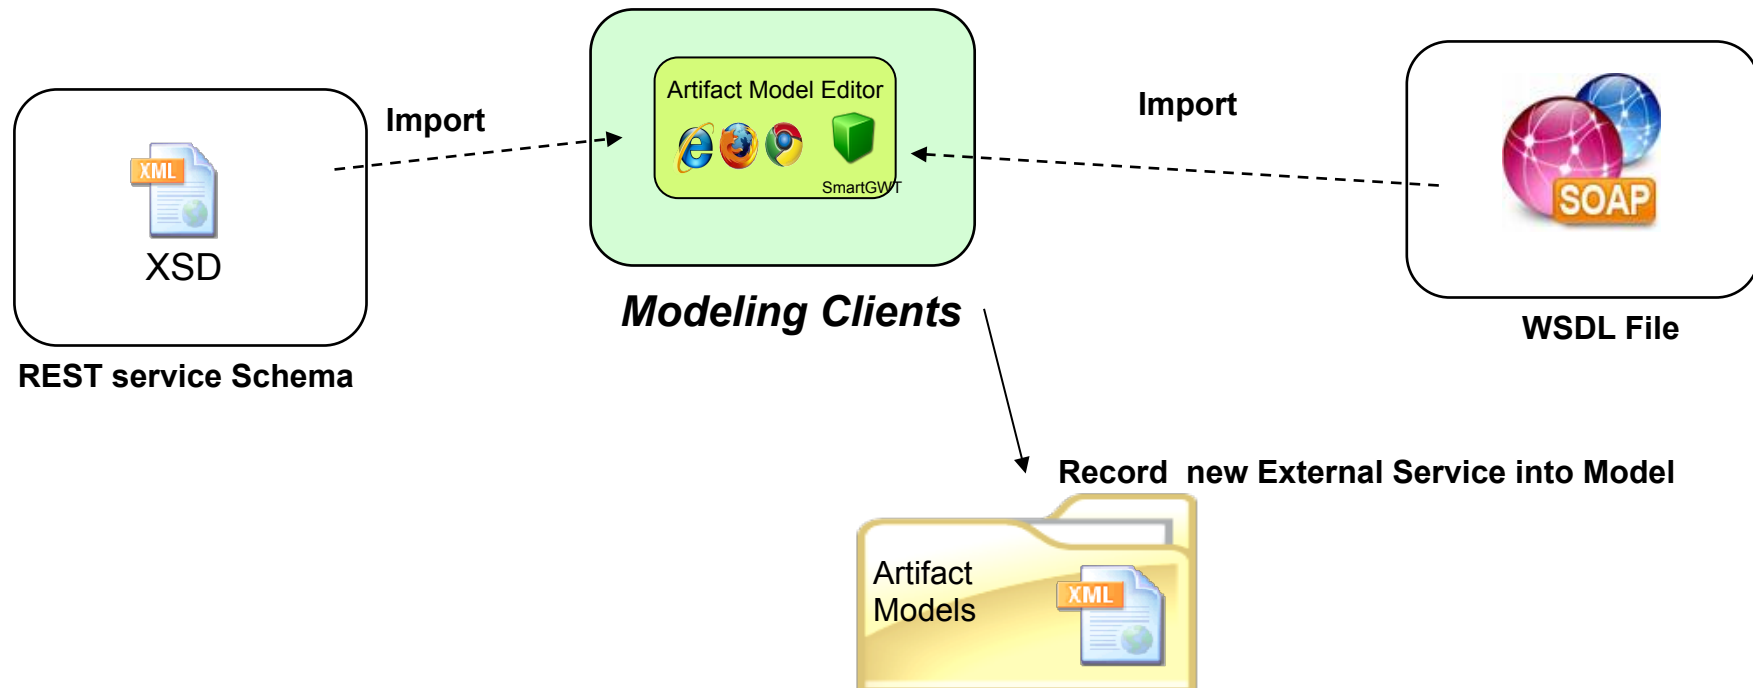 Import
Artifact Model Editor
SmartGWT
Import
XML
XSD
SOAP
Modeling Clients
WSDL File
REST service Schema
Record  new External Service into Model
Artifact
Models
XML